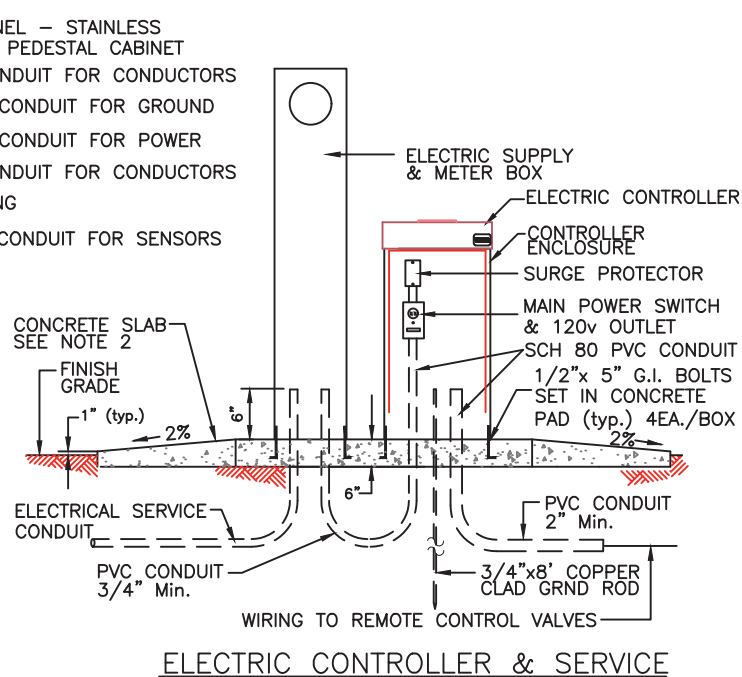 NEL – STAINLESS
PEDESTAL CABINET
NDUIT FOR CONDUCTORS
CONDUIT FOR GROUND
CONDUIT FOR POWER
NDUIT FOR CONDUCTORS
NG
CONDUIT FOR SENSORS
ELECTRIC SUPPLY
& METER BOX
ELECTRIC CONTROLLER
CONTROLLER
ENCLOSURE
SURGE PROTECTOR
MAIN POWER SWITCH
& 120v OUTLET
SCH 80 PVC CONDUIT
1/2"x 5" G.I. BOLTS
SET IN CONCRETE
PAD (typ.) 4EA./BOX
CONCRETE SLAB
SEE NOTE 2
FINISH
GRADE
1" (typ.)
2%
6"
2%
6"
ELECTRICAL SERVICE
CONDUIT
PVC CONDUIT
2" Min.
PVC CONDUIT
3/4" Min.
3/4"x8' COPPER
CLAD GRND ROD
WIRING TO REMOTE CONTROL VALVES
ELECTRIC CONTROLLER & SERVICE